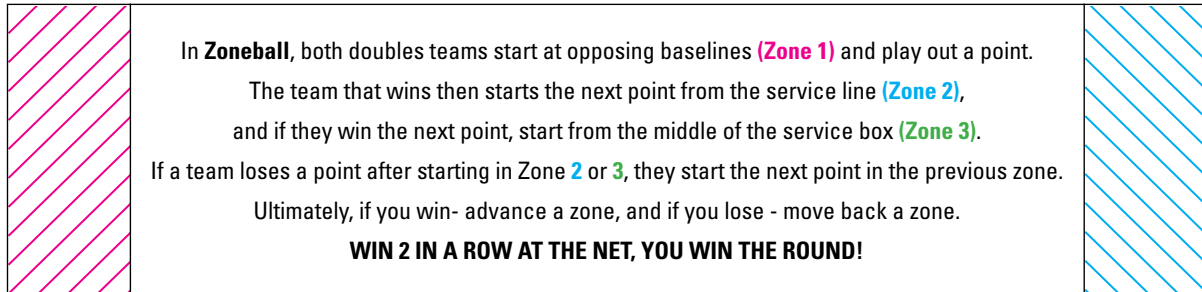 In Zoneball, both doubles teams start at opposing baselines (Zone 1) and play out a point.
The team that wins then starts the next point from the service line (Zone 2),
and if they win the next point, start from the middle of the service box (Zone 3).
If a team loses a point after starting in Zone 2 or 3, they start the next point in the previous zone.
Ultimately, if you win- advance a zone, and if you lose - move back a zone.
WIN 2 IN A ROW AT THE NET, YOU WIN THE ROUND!